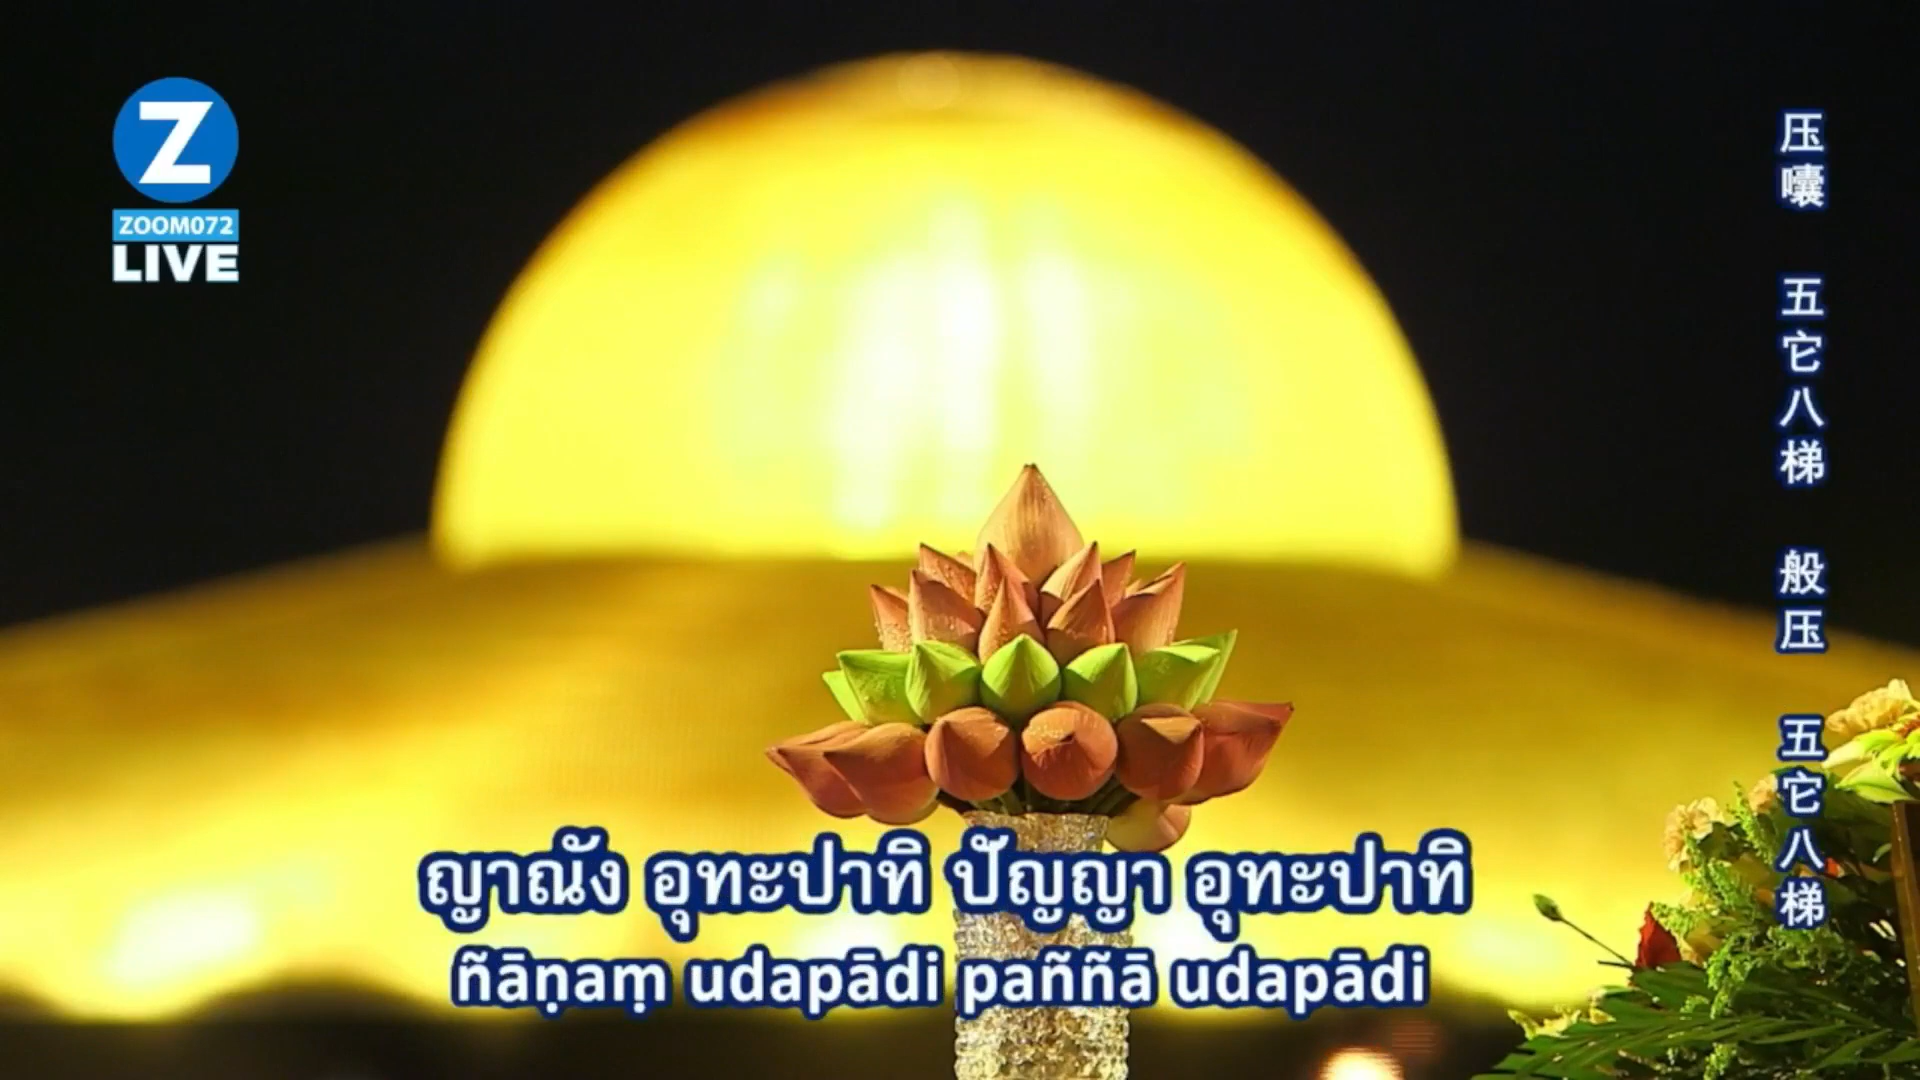 Z
ZOOM072
LIVE
压囔 五它八梯 般压 五它八梯
ญาณัง อุทะปาทิ ปัญญา อุทะปาทิ
ñāṇaṃ udapādi paññā udapādi